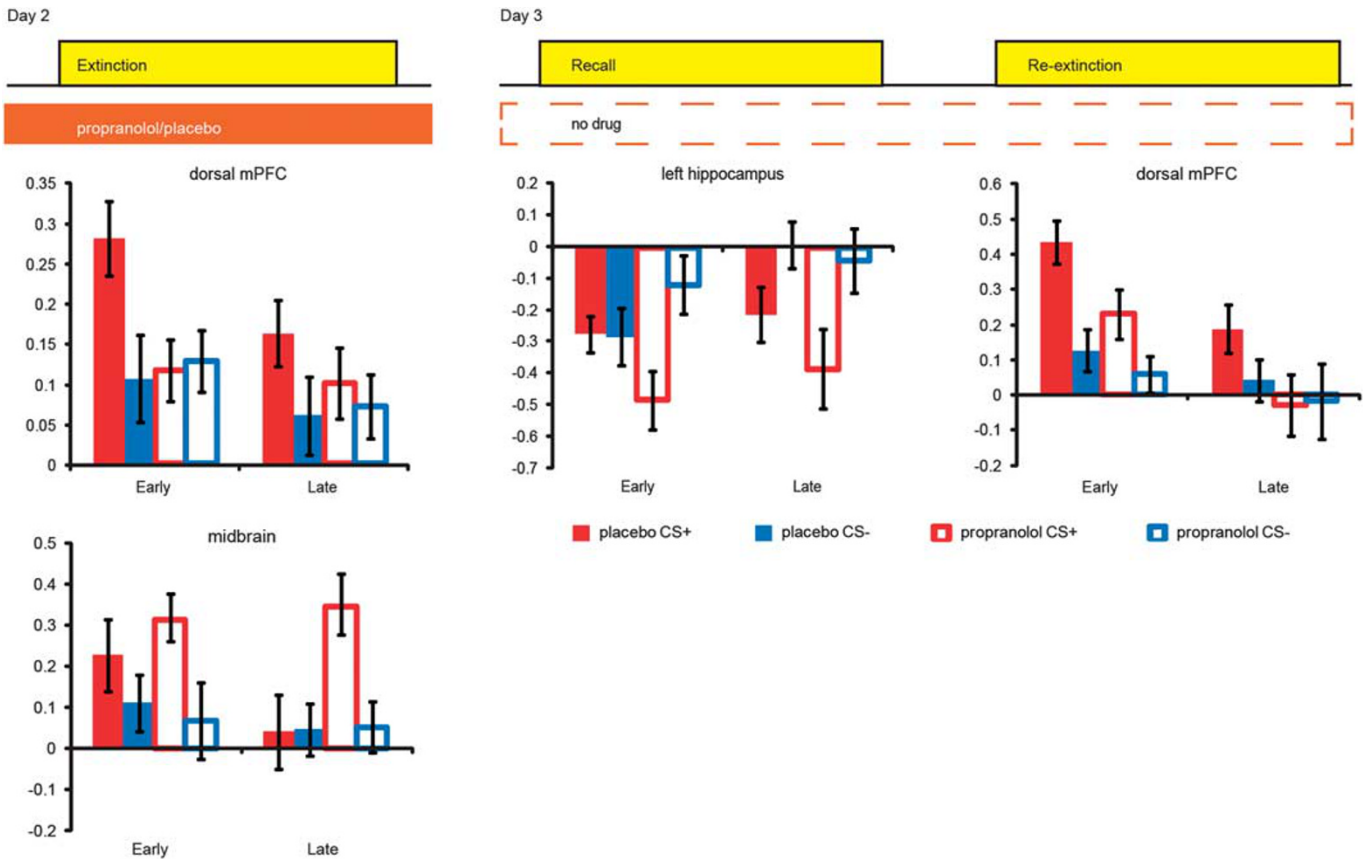 Day 2
Day 3
Extinction
Recall
Re-extinction
propranolol/placebo
no drug
dorsal mPFC
0.35
0.3
0.25
0.2
0.15
0.1
0.05
0
Early Late
left hippocampus
0.2
0.1
0
-0.1
-0.2
-0.3
-0.4
-0.5
-0.6
-0.7
Early Late
dorsal mPFC
0.6
0.5
0.4
0.3
0.2
0.1
0
-0.1
-0.2
Early Late
placebo CS+ placebo CS- propranolol CS+ propranolol CS-
midbrain
0.5
0.4
0.3
0.2
0.1
0
-0.1
-0.2
Early Late